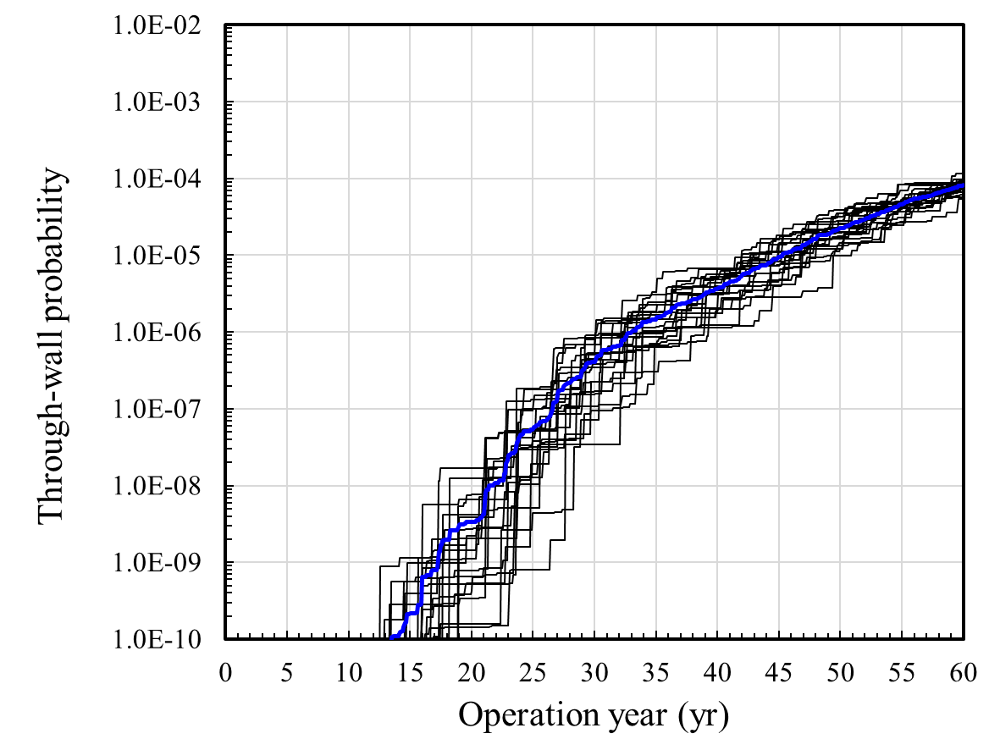 1.0E-02
1.0E-03
1.0E-04
1.0E-05
1.0E-06
1.0E-07
1.0E-08
1.0E-09
1.0E-10
Through-wall probability
0 5 10 15 20 25 30 35 40 45 50 55 60
Operation year (yr)